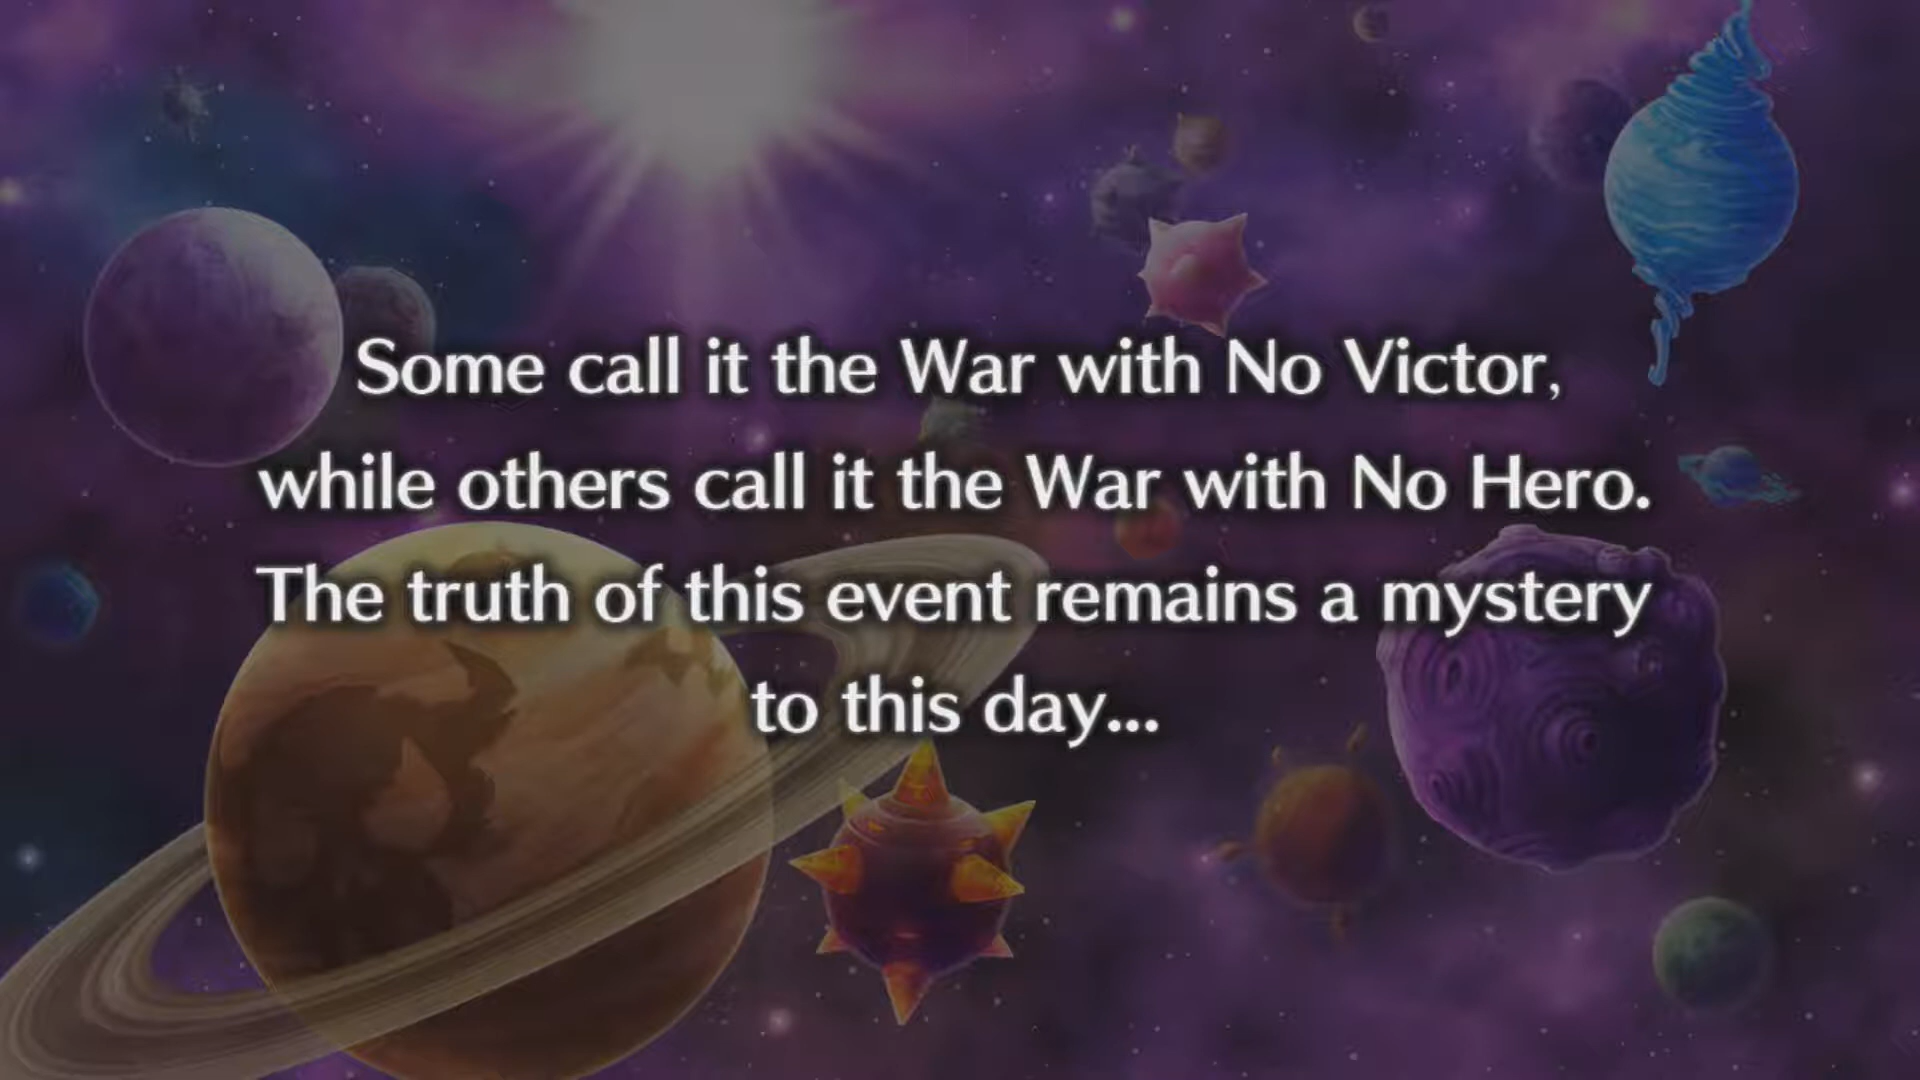 Some call it the War with No Victor,
while others call it the War with No Hero.
The truth of this event remains a mystery
to this day...